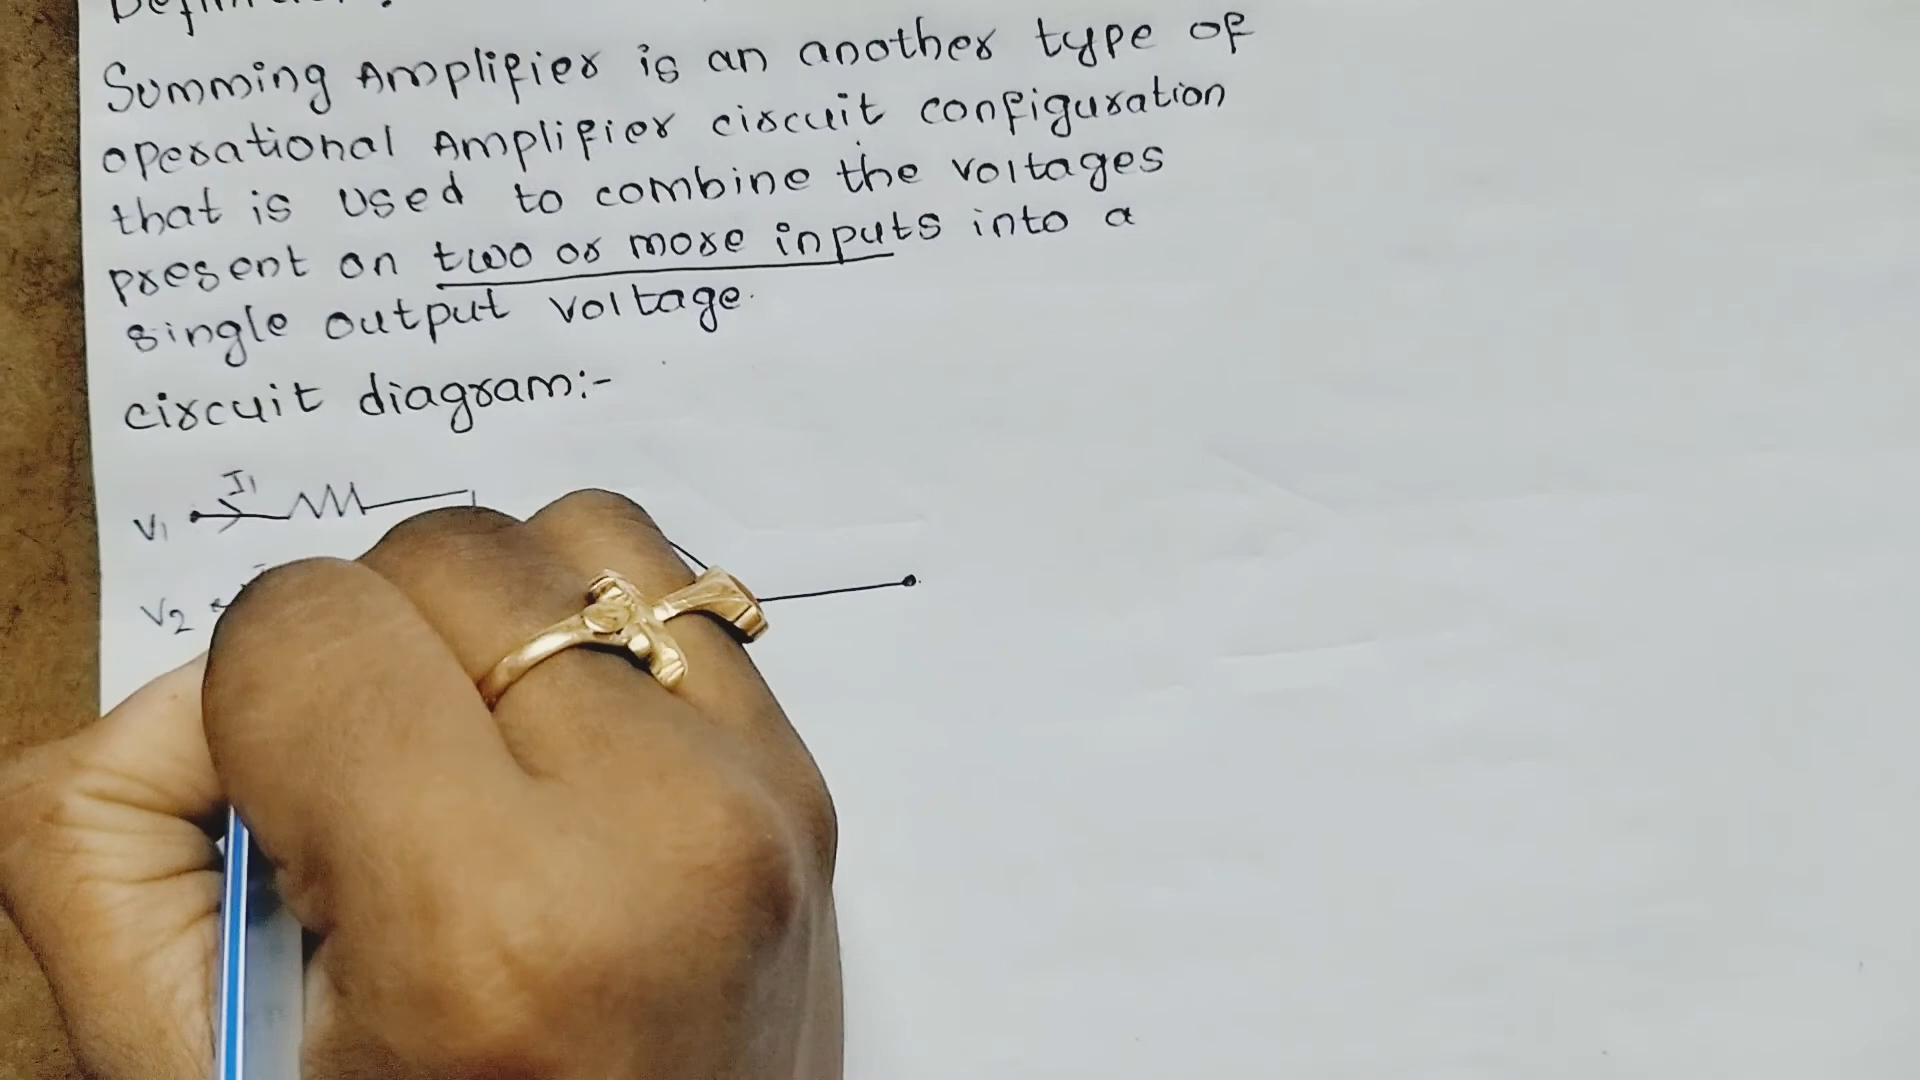 Definition:
Summing Amplifier is an another type of
operational Amplifier circuit configuration
that is used to combine the voltages
present on two or more inputs into a
single output voltage.
circuit diagram:-
I1
V1
V2